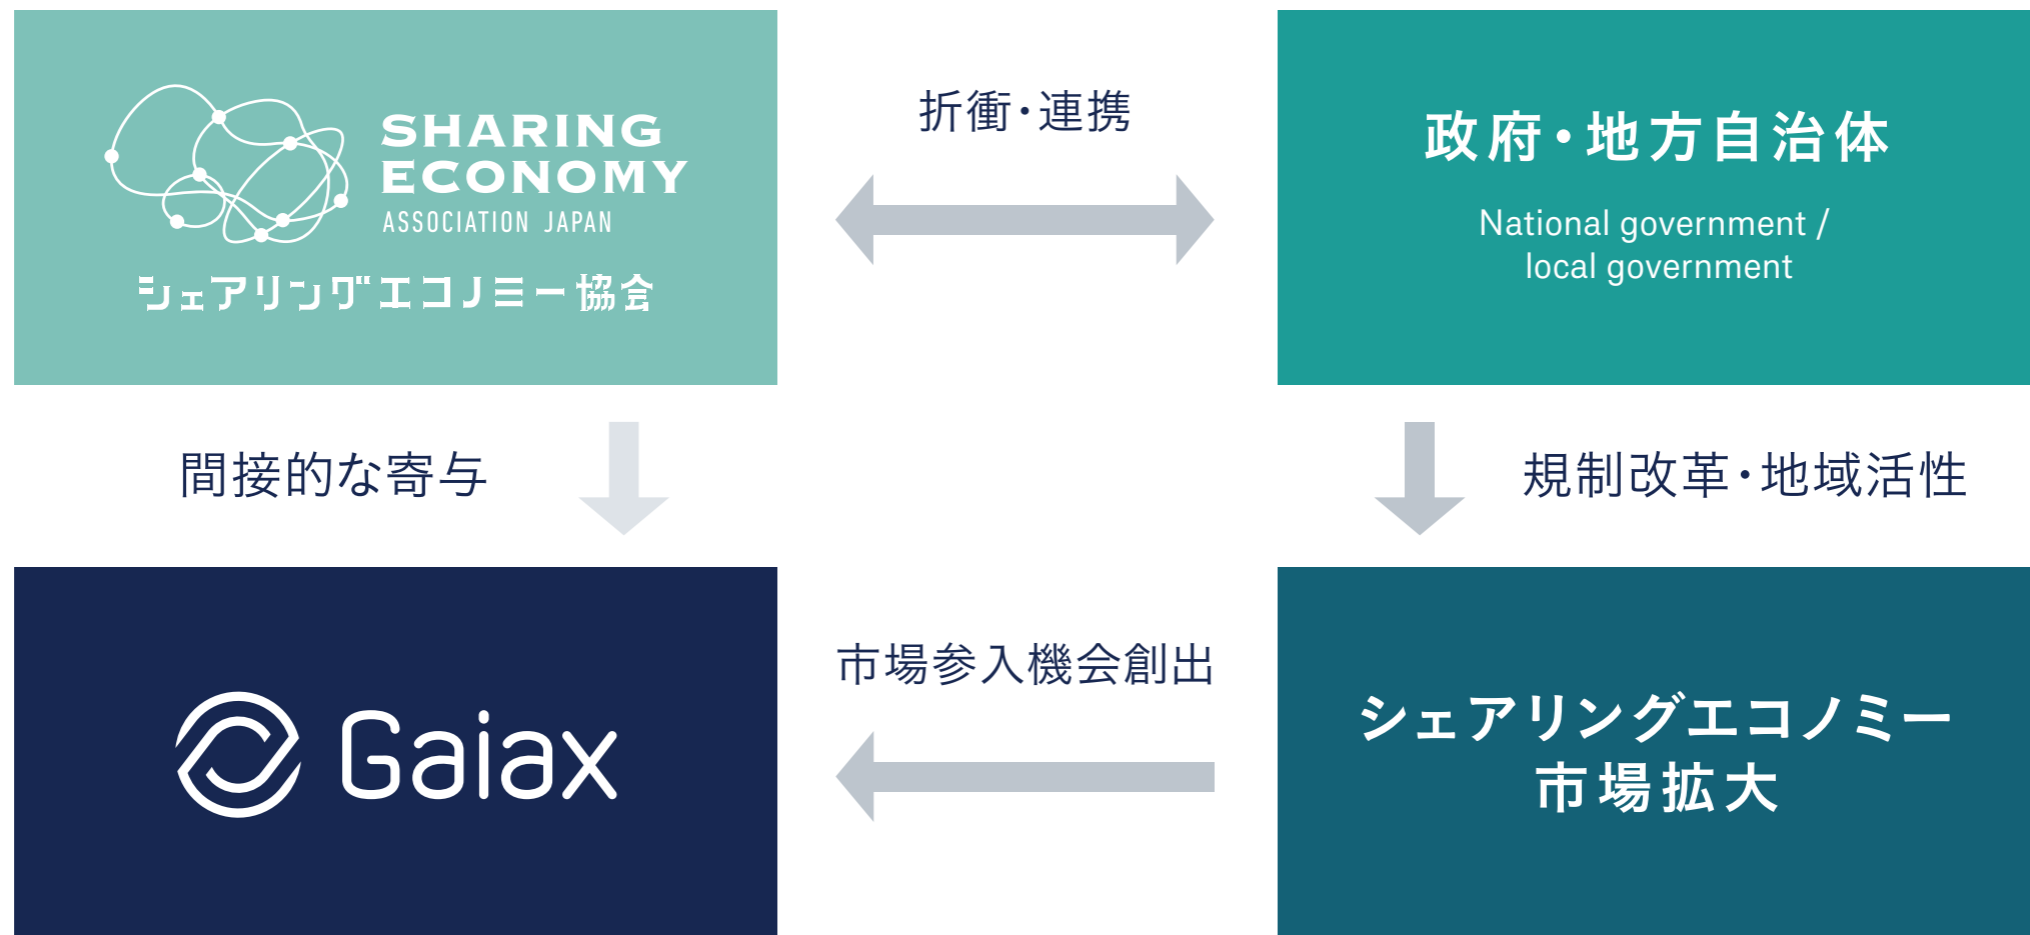 SHARING
ECONOMY
ASSOCIATION JAPAN
シェアリングエコノミー協会
折衝・連携
政府・地方自治体
National government /
local government
間接的な寄与
規制改革・地域活性
Gaiax
市場参入機会創出
シェアリングエコノミー
市場拡大